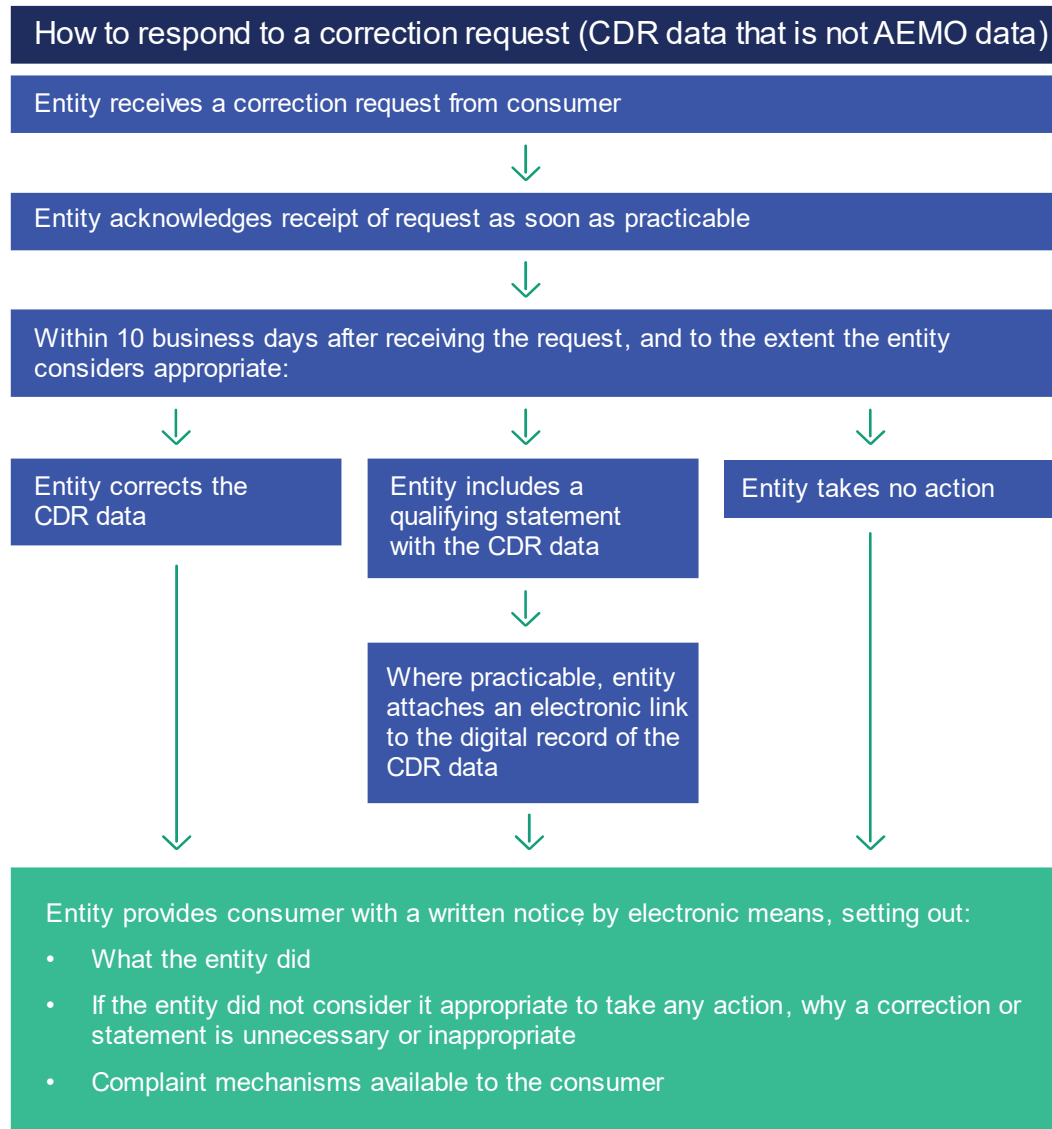 How to respond to a correction request (CDR data that is not AEMO data)
Entity receives a correction request from consumer
Entity acknowledges receipt of request as soon as practicable
Within 10 business days after receiving the request, and to the extent the entity
considers appropriate:
Entity corrects the
CDR data
Entity includes a
qualifying statement
with the CDR data
Where practicable, entity
attaches an electronic link
to the digital record of the
CDR data
Entity takes no action
Entity provides consumer with a written notice, by electronic means, setting out:
• What the entity did
• If the entity did not consider it appropriate to take any action, why a correction or
statement is unnecessary or inappropriate
• Complaint mechanisms available to the consumer